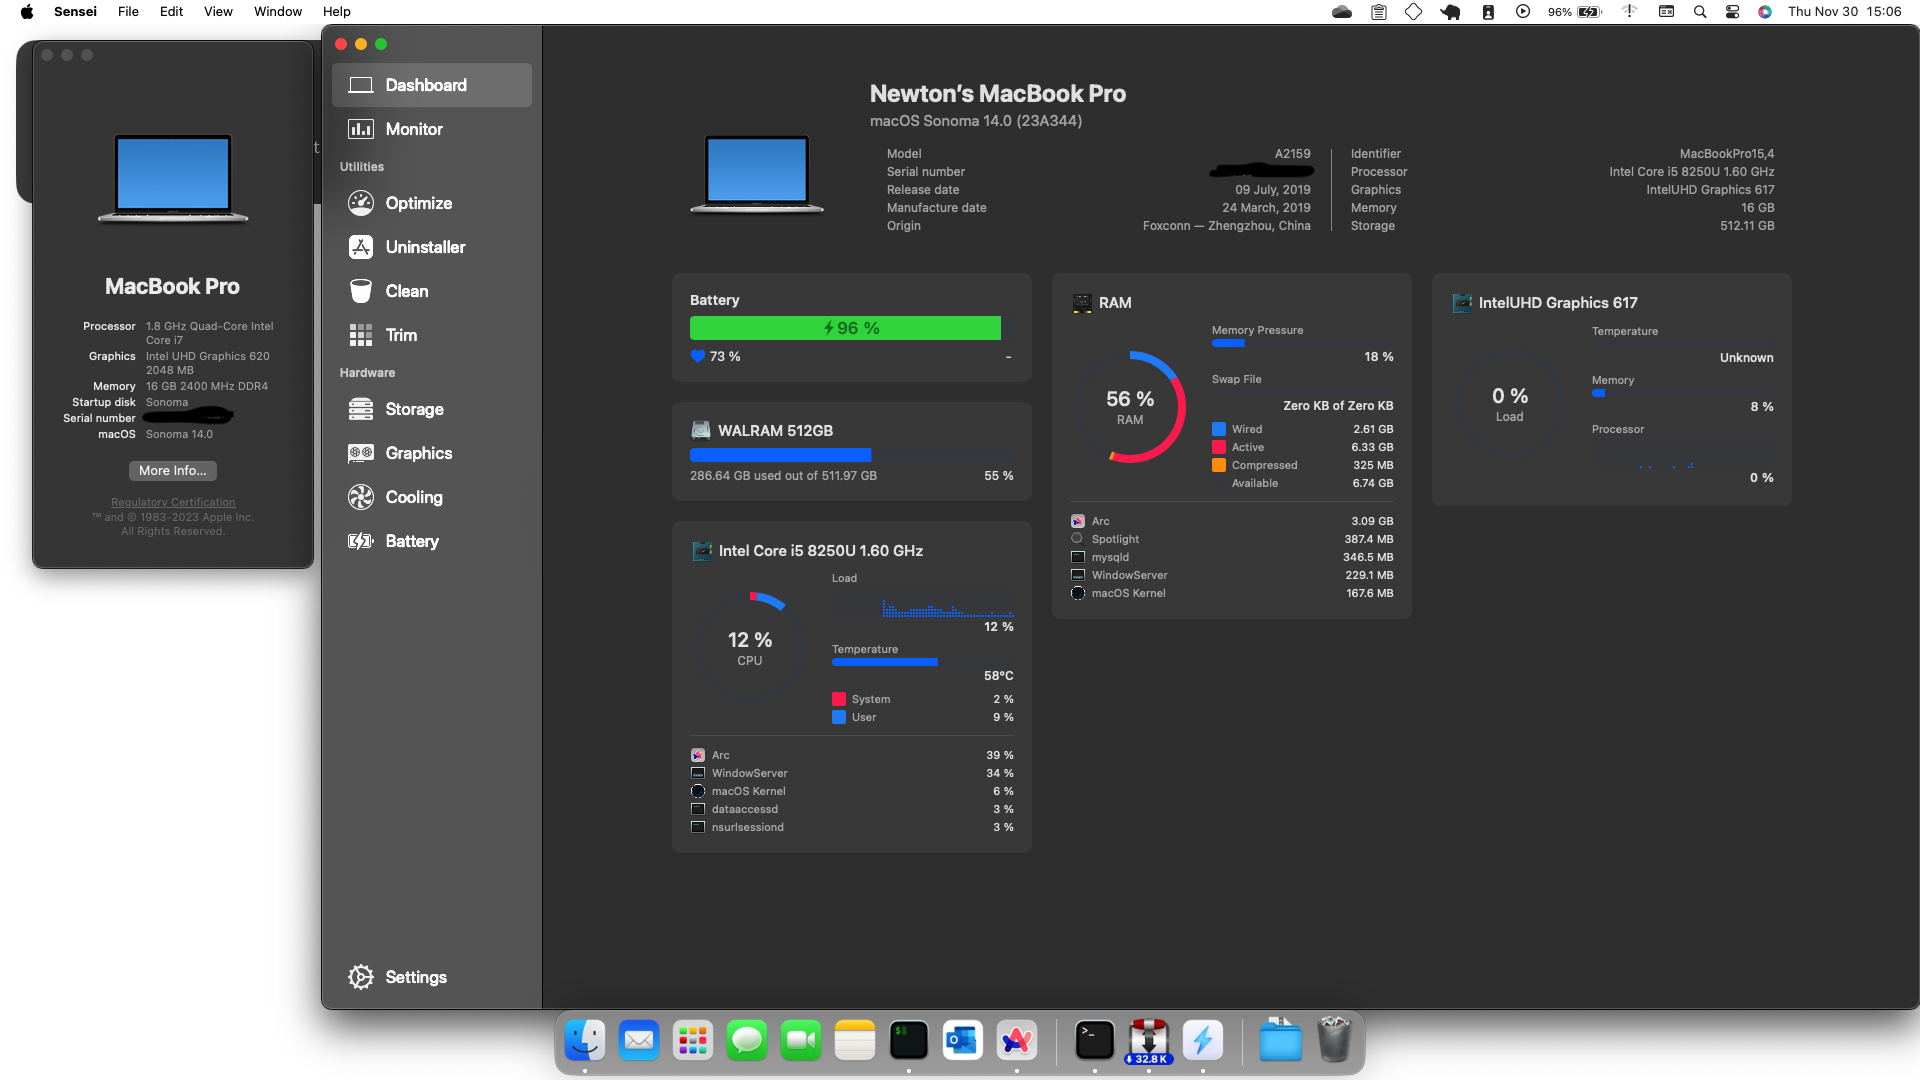 Sensei File Edit View Window Help
96% Thu Nov 30 15:06
MacBook Pro
Processor 1.8 GHz Quad-Core Intel
Core i7
Graphics Intel UHD Graphics 620
2048 MB
Memory 16 GB 2400 MHz DDR4
Startup disk Sonoma
Serial number
macOS Sonoma 14.0
More Info...
Regulatory Certification
™ and © 1983-2023 Apple Inc.
All Rights Reserved.
t
Dashboard
Monitor
Utilities
Optimize
Uninstaller
Clean
Trim
Hardware
Storage
Graphics
Cooling
Battery
Settings
Newton's MacBook Pro
macOS Sonoma 14.0 (23A344)
Model A2159
Serial number
Release date 09 July, 2019
Manufacture date 24 March, 2019
Origin Foxconn — Zhengzhou, China
Identifier MacBookPro15,4
Processor Intel Core i5 8250U 1.60 GHz
Graphics IntelUHD Graphics 617
Memory 16 GB
Storage 512.11 GB
Battery
96 %
73 % -
WALRAM 512GB
286.64 GB used out of 511.97 GB 55 %
Intel Core i5 8250U 1.60 GHz
Load
12 %
12 %
CPU
Temperature
58°C
System 2 %
User 9 %
Arc 39 %
WindowServer 34 %
macOS Kernel 6 %
dataaccessd 3 %
nsurlsessiond 3 %
RAM
Memory Pressure
18 %
56 %
RAM
Swap File
Zero KB of Zero KB
Wired 2.61 GB
Active 6.33 GB
Compressed 325 MB
Available 6.74 GB
Arc 3.09 GB
Spotlight 387.4 MB
mysqld 346.5 MB
WindowServer 229.1 MB
macOS Kernel 167.6 MB
IntelUHD Graphics 617
Temperature
Unknown
0 %
Load
Memory
8 %
Processor
0 %
32.8 K